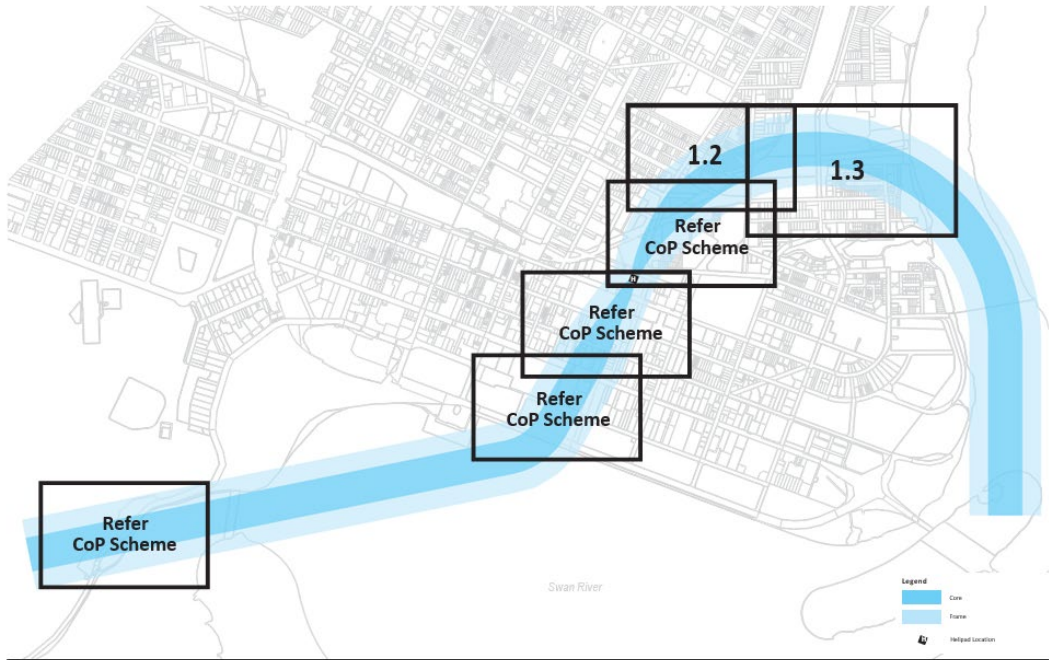 1.2
1.3
Refer
CoP Scheme
Refer
CoP Scheme
Refer
CoP Scheme
Refer
CoP Scheme
Swan River
Legend
Core
Frame
H
Helipad Location